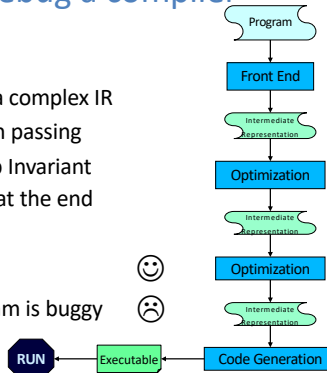 ebug a compiler
Program
Front End
a complex IR
n passing
Intermediate
Representation
o Invariant
at the end
Optimization
Intermediate
Representation
Optimization
m is buggy
Intermediate
Representation
RUN
Executable
Code Generation